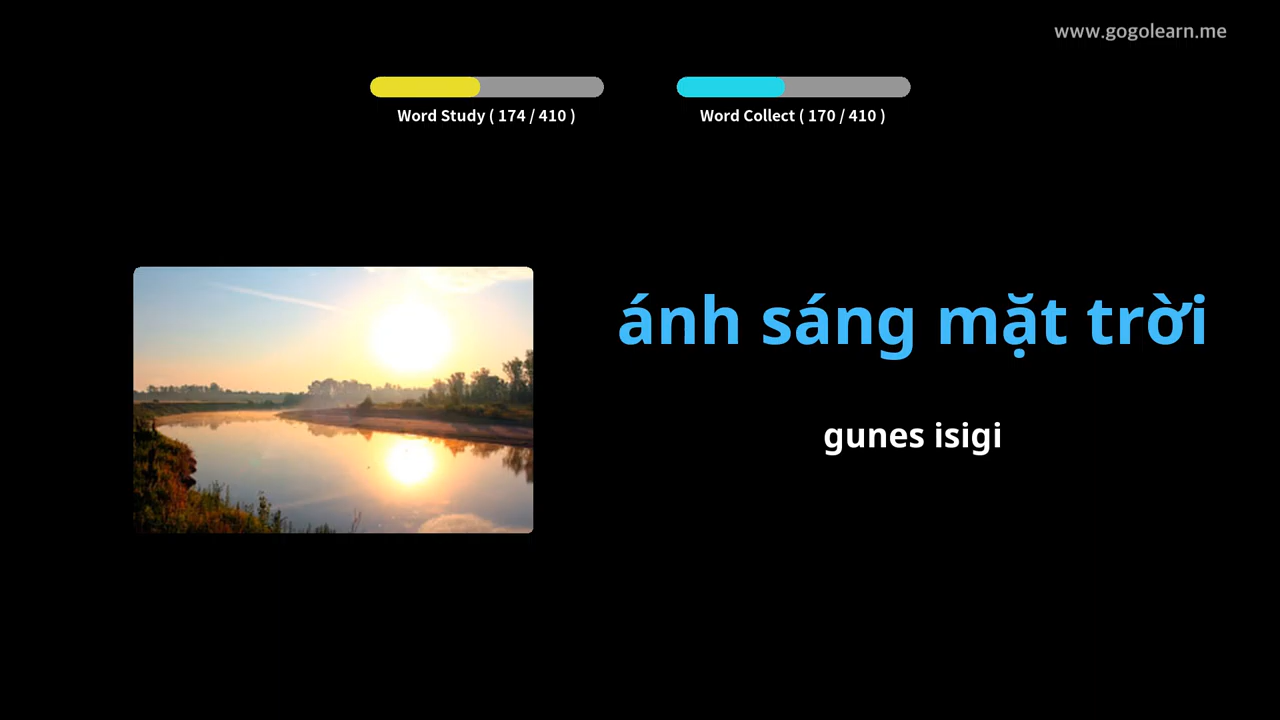 www.gogolearn.me
Word Study ( 174 / 410 )
Word Collect ( 170 / 410 )
ánh sáng mặt trời
gunes isigi